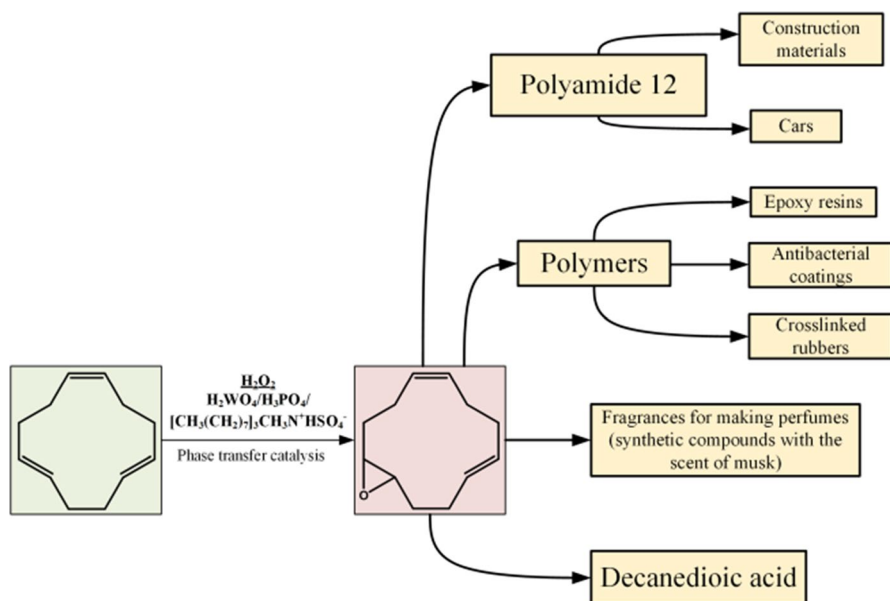 Construction
materials
Polyamide 12
Cars
Epoxy resins
Polymers
Antibacterial
coatings
Crosslinked
rubbers
H₂O₂
H₂WO₄/H₃PO₄/
[CH₃(CH₂)₇]₃CH₃N⁺HSO₄⁻
Phase transfer catalysis
O
Fragrances for making perfumes
(synthetic compounds with the
scent of musk)
Decanedioic acid